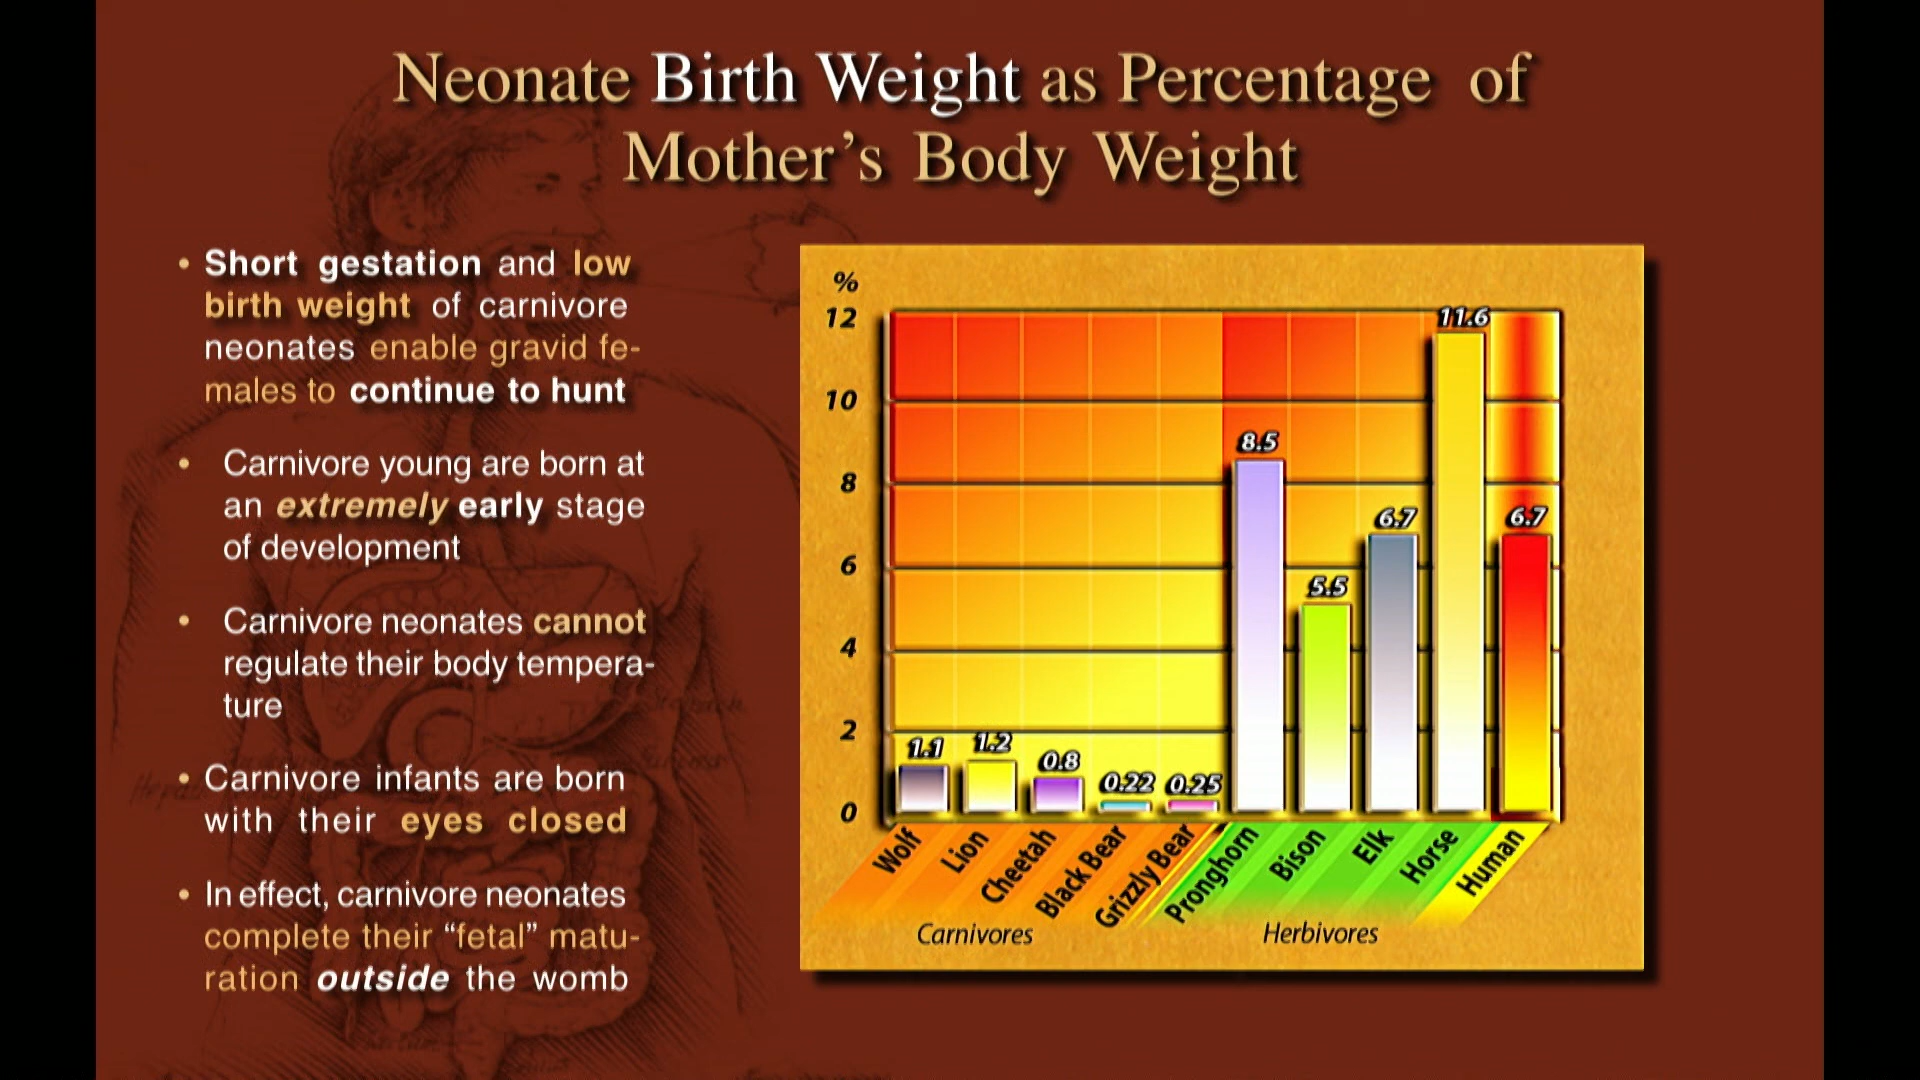 Neonate Birth Weight as Percentage of
Mother's Body Weight
• Short gestation and low
birth weight of carnivore
neonates enable gravid fe-
males to continue to hunt
• Carnivore young are born at
an extremely early stage
of development
• Carnivore neonates cannot
regulate their body tempera-
ture
• Carnivore infants are born
with their eyes closed
• In effect, carnivore neonates
complete their “fetal” matu-
ration outside the womb
%
12
10
8
6
4
2
0
1.1
1.2
0.8
0.22
0.25
8.5
5.5
6.7
11.6
6.7
Wolf
Lion
Cheetah
Black Bear
Grizzly Bear
Pronghorn
Bison
Elk
Horse
Human
Carnivores
Herbivores